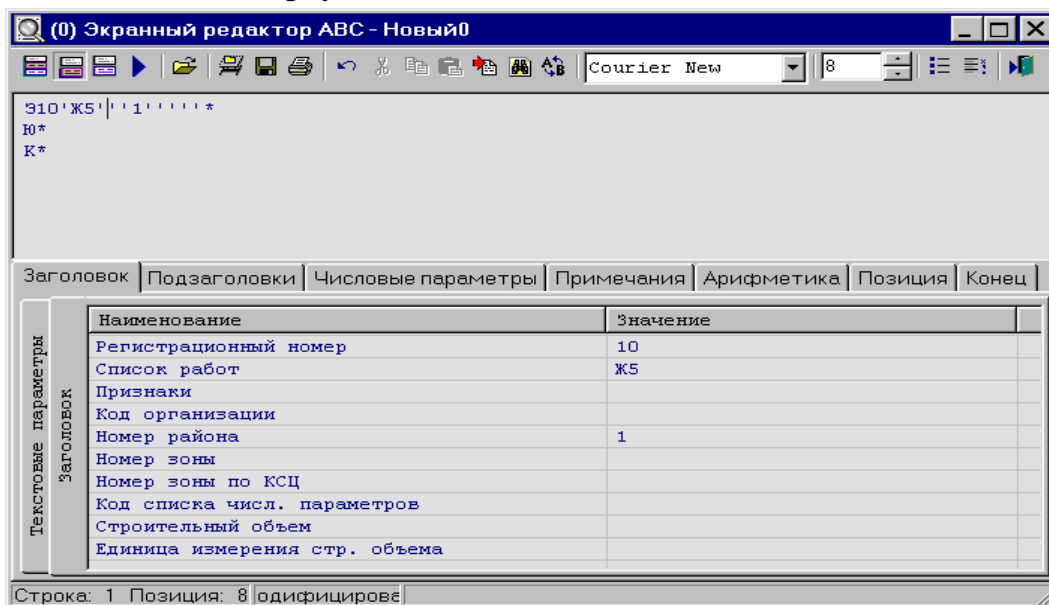 (0) Экранный редактор АВС - Новый0
Courier New 8
Э10'Ж5'''1'''''*
Ю*
К*
Заголовок Подзаголовки Числовые параметры Примечания Арифметика Позиция Конец
Текстовые параметры
Заголовок
Наименование Значение
Регистрационный номер 10
Список работ Ж5
Признаки
Код организации
Номер района 1
Номер зоны
Номер зоны по КСЦ
Код списка числ. параметров
Строительный объем
Единица измерения стр. объема
Строка: 1 Позиция: 8 одифицирова